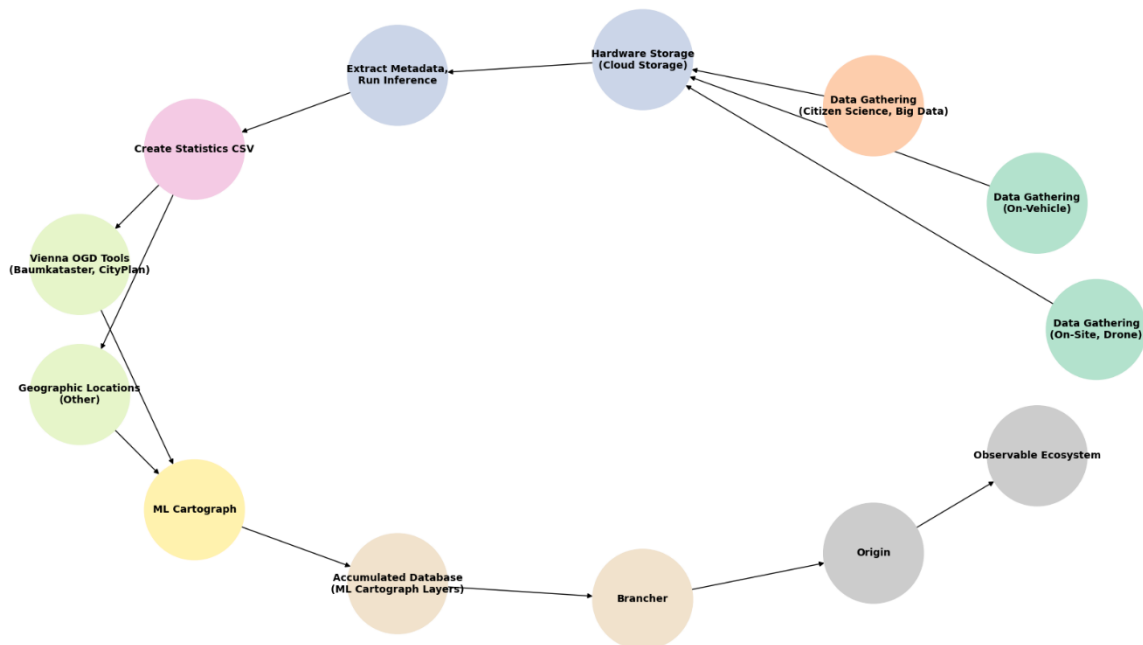 Hardware Storage
(Cloud Storage)
Extract Metadata,
Run Inference
Data Gathering
(Citizen Science, Big Data)
Create Statistics CSV
Data Gathering
(On-Vehicle)
Vienna OGD Tools
(Baumkataster, CityPlan)
Data Gathering
(On-Site, Drone)
Geographic Locations
(Other)
Observable Ecosystem
ML Cartograph
Origin
Accumulated Database
(ML Cartograph Layers)
Brancher